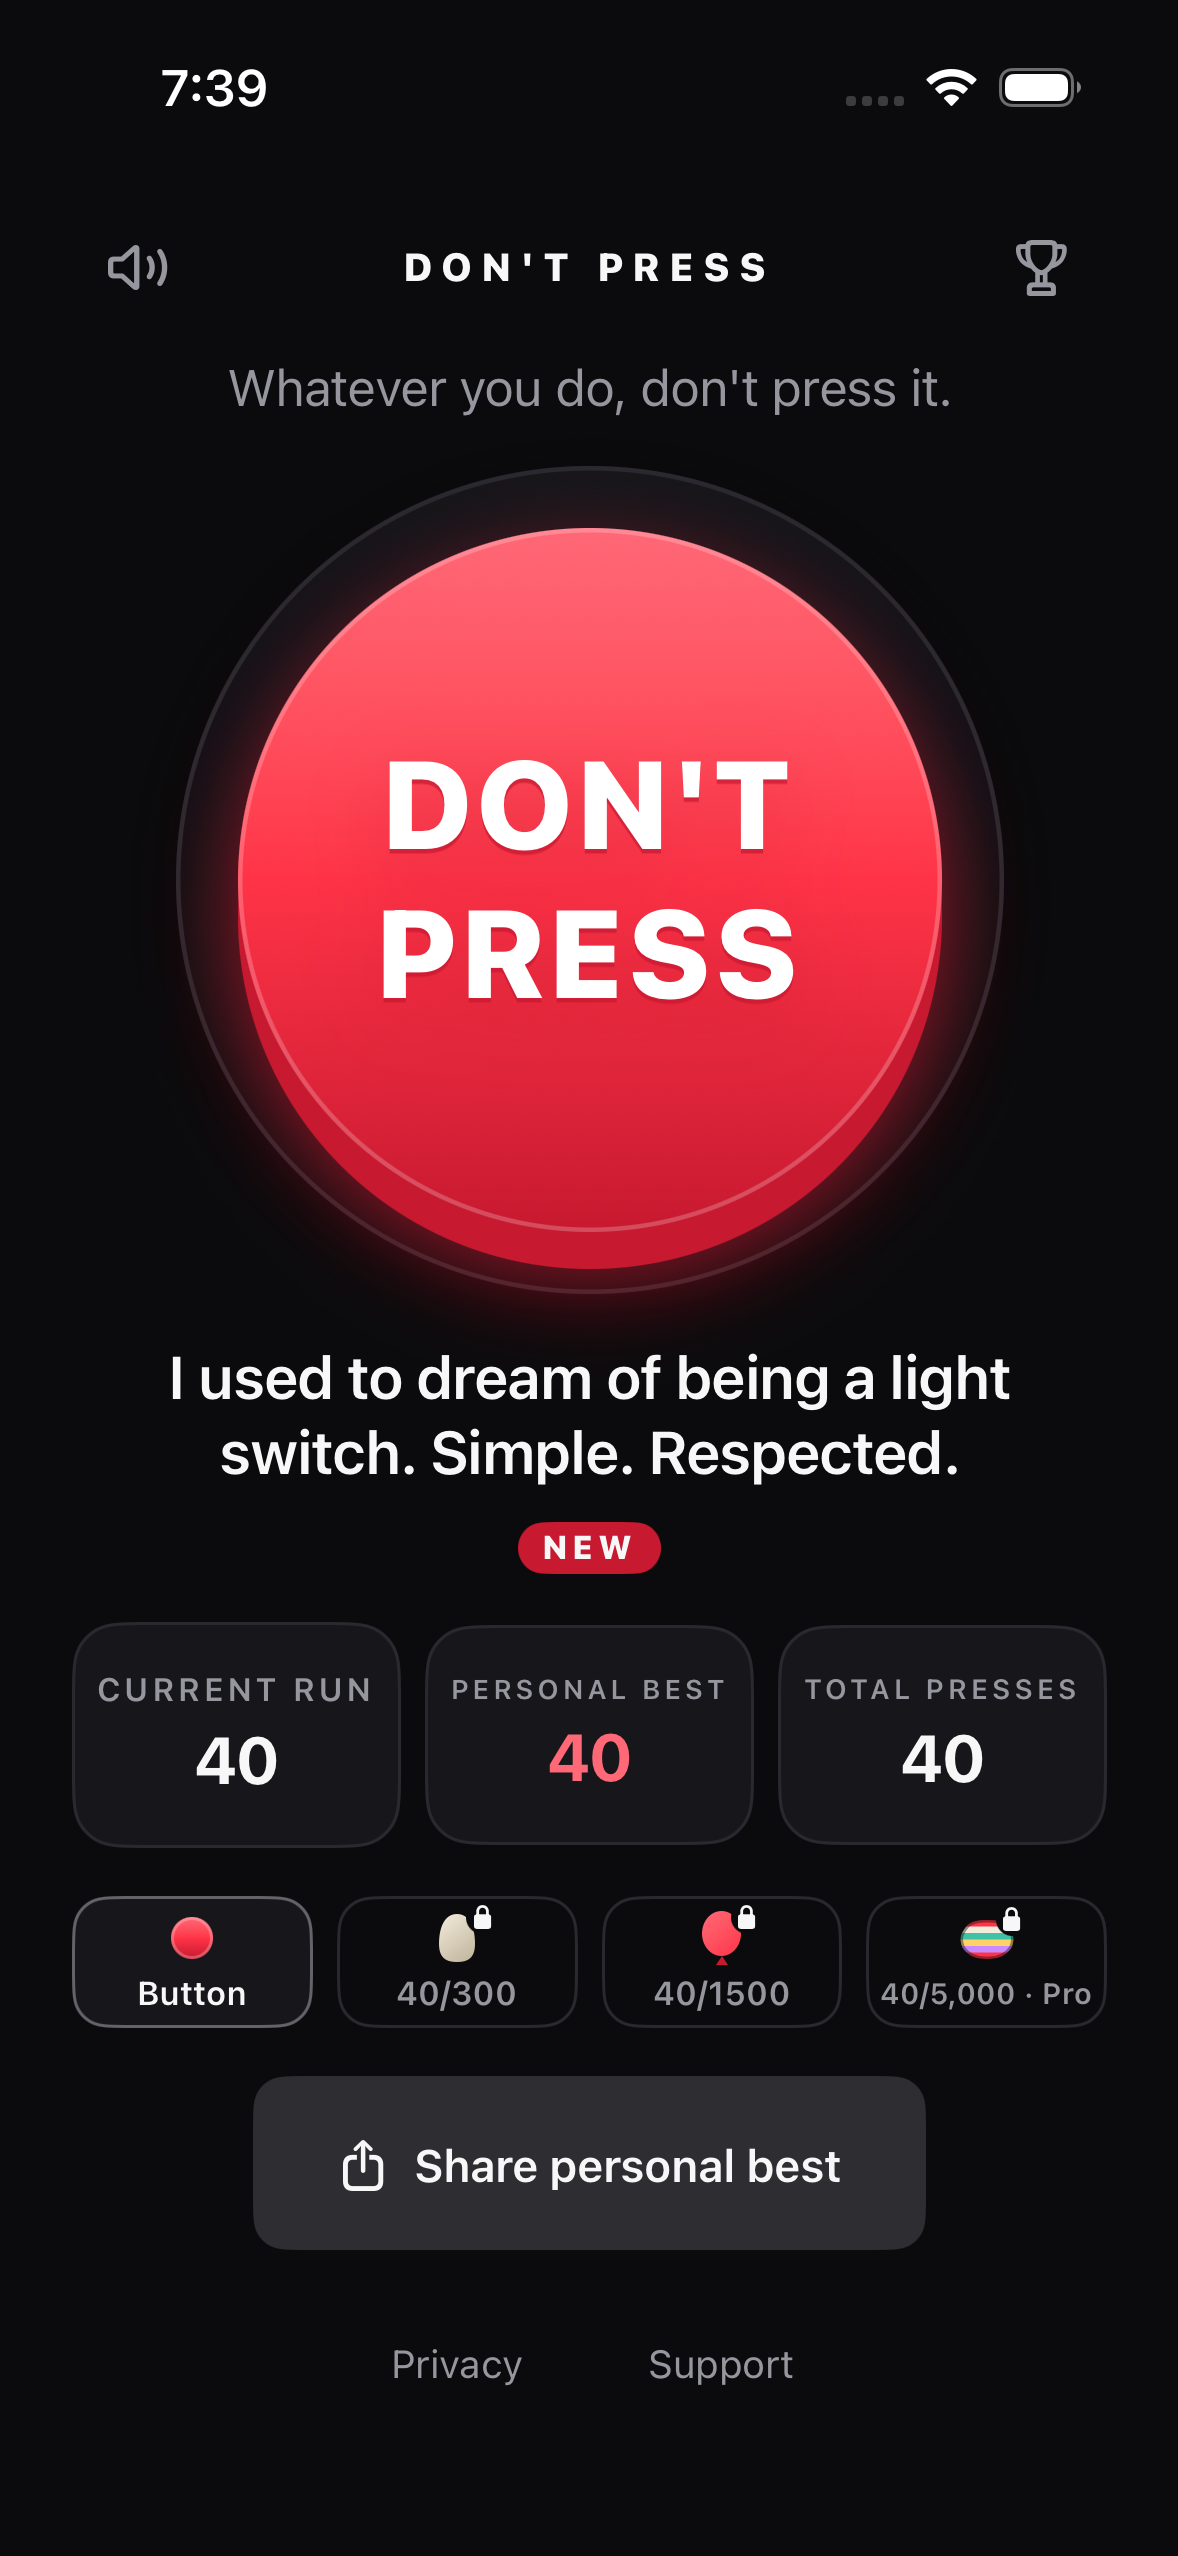 7:39
DON'T PRESS
Whatever you do, don't press it.
DON'T
PRESS
I used to dream of being a light
switch. Simple. Respected.
NEW
CURRENT RUN
40
PERSONAL BEST
40
TOTAL PRESSES
40
Button
40/300
40/1500
40/5,000 · Pro
Share personal best
Privacy
Support